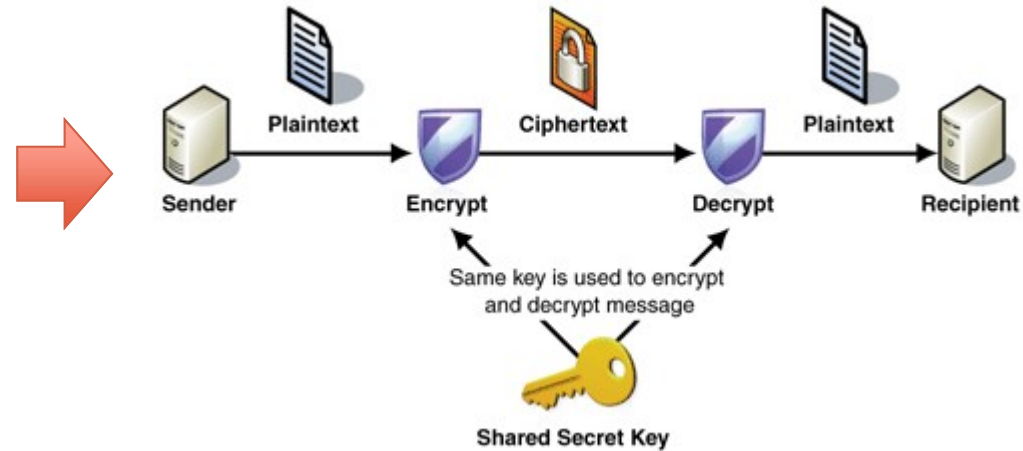 Plaintext
Ciphertext
Plaintext
Sender
Encrypt
Decrypt
Recipient
Same key is used to encrypt
and decrypt message
Shared Secret Key